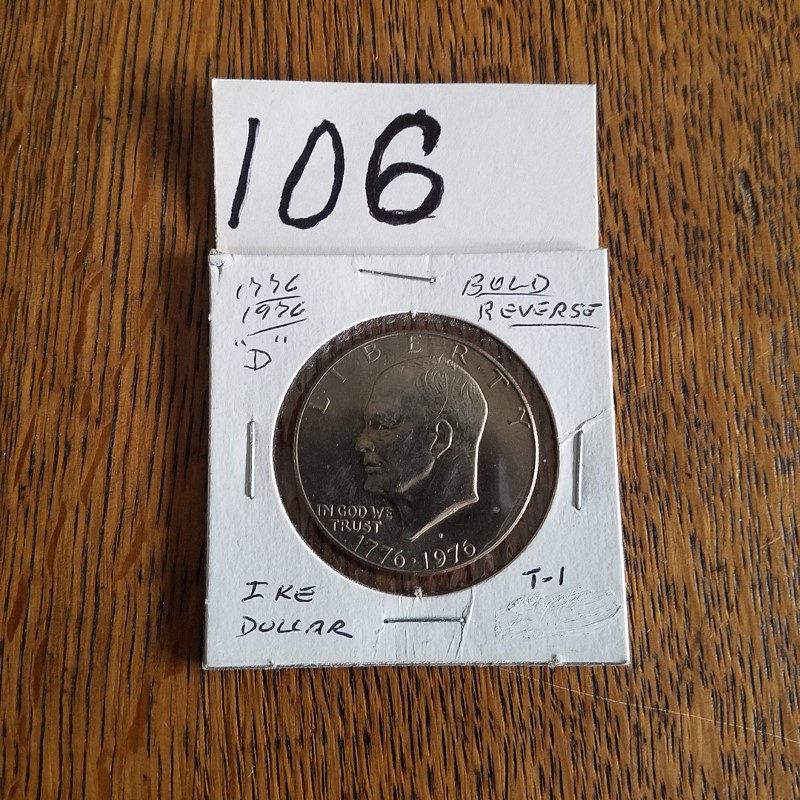 106
1776
1976
"D"
BOLD
REVERSE
LIBERTY
IN GOD WE
TRUST
1776·1976
IKE
DOLLAR
T-1